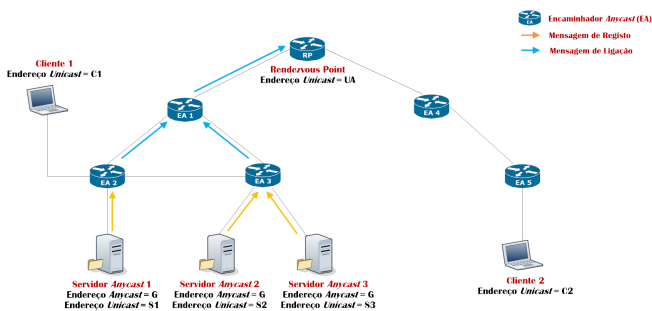 Encaminhador Anycast (EA)
EA
Mensagem de Registo
Mensagem de Ligação
RP
Rendezvous Point
Endereço Unicast = UA
Cliente 1
Endereço Unicast = C1
EA 1
EA 4
EA 2
EA 3
EA 5
Servidor Anycast 1
Endereço Anycast = G
Endereço Unicast = S1
Servidor Anycast 2
Endereço Anycast = G
Endereço Unicast = S2
Servidor Anycast 3
Endereço Anycast = G
Endereço Unicast = S3
Cliente 2
Endereço Unicast = C2